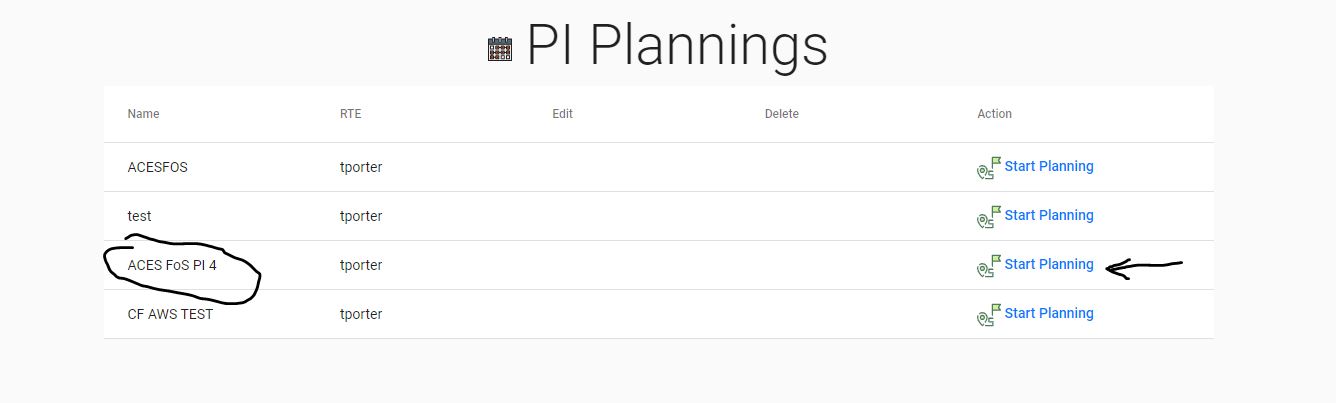 PI Plannings
Name RTE Edit Delete Action
ACESFOS tporter Start Planning
test tporter Start Planning
ACES FoS PI 4 tporter Start Planning
CF AWS TEST tporter Start Planning